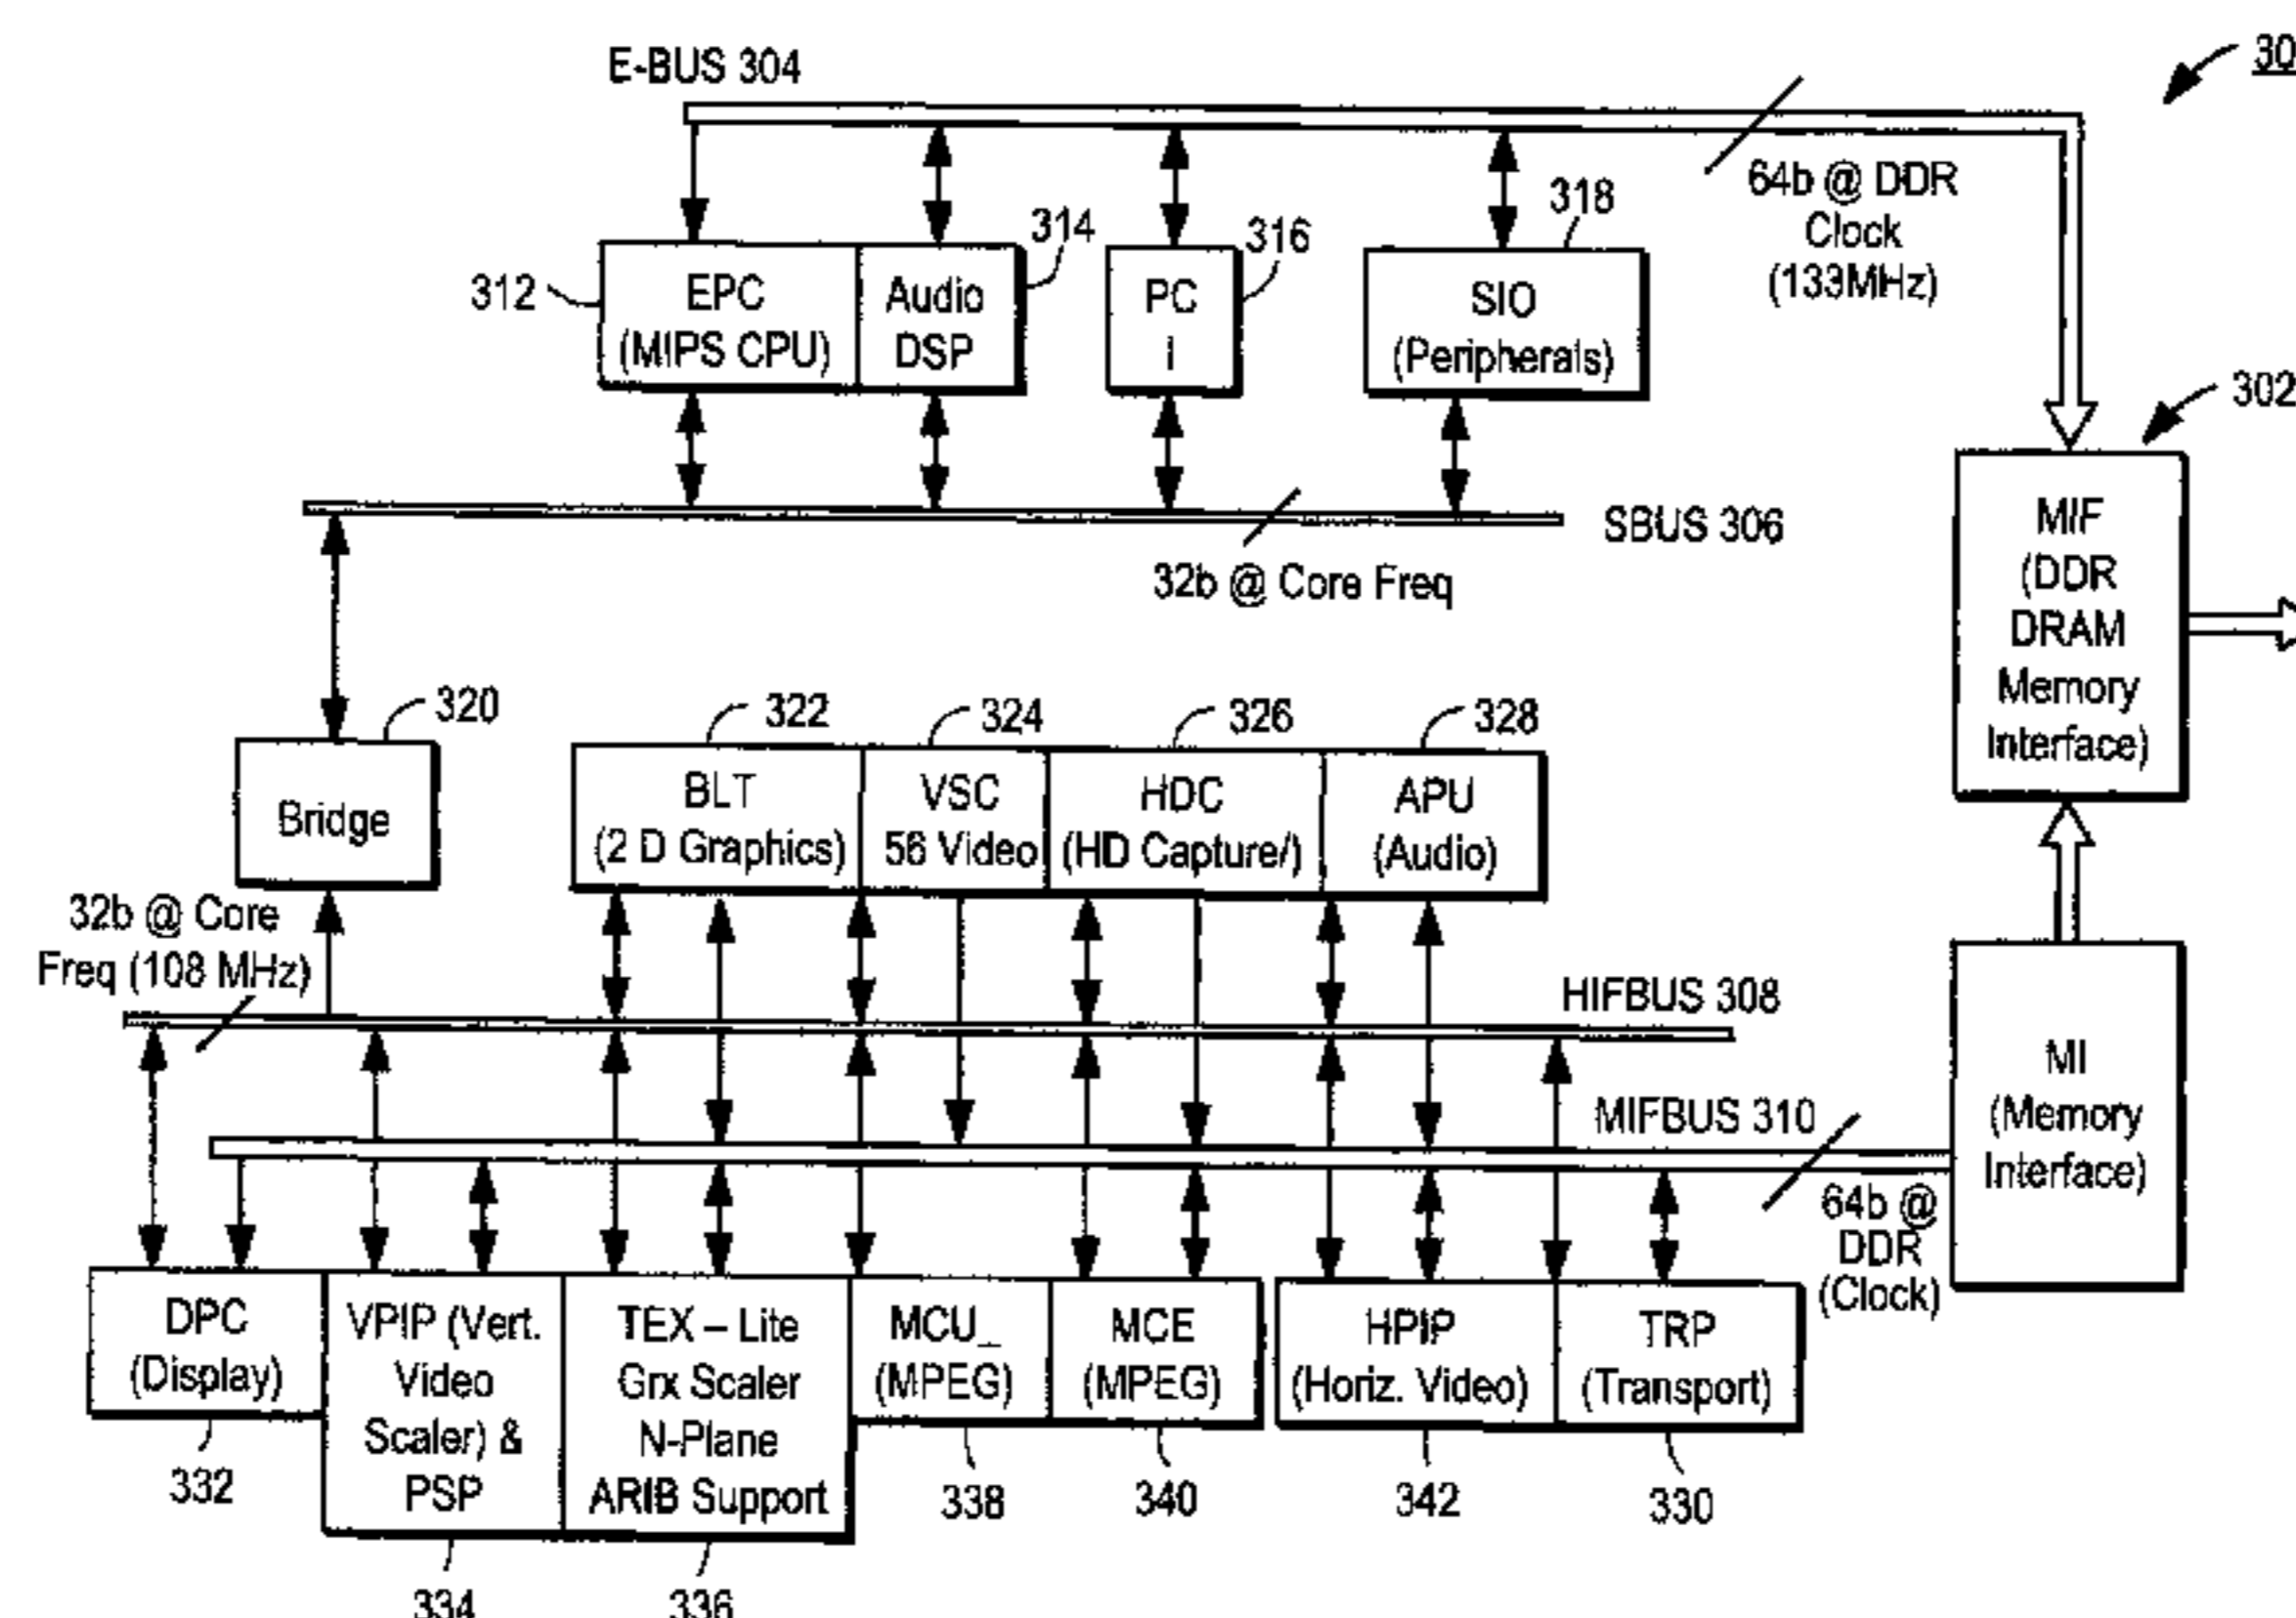 E-BUS 304
30
64b @ DDR
Clock
(133MHz)
312
EPC
(MIPS CPU)
Audio
DSP
314
PC
I
316
SIO
(Peripherals)
318
302
MIF
(DDR
DRAM
Memory
Interface)
SBUS 306
32b @ Core Freq
320
Bridge
322
BLT
(2 D Graphics)
324
VSC
56 Video
326
HDC
(HD Capture/)
328
APU
(Audio)
32b @ Core
Freq (108 MHz)
HIFBUS 308
MIFBUS 310
64b @
DDR
(Clock)
MI
(Memory
Interface)
DPC
(Display)
332
VPIP (Vert.
Video
Scaler) &
PSP
334
TEX – Lite
Grx Scaler
N-Plane
ARIB Support
336
MCU_
(MPEG)
338
MCE
(MPEG)
340
HPIP
(Horiz. Video)
342
TRP
(Transport)
330